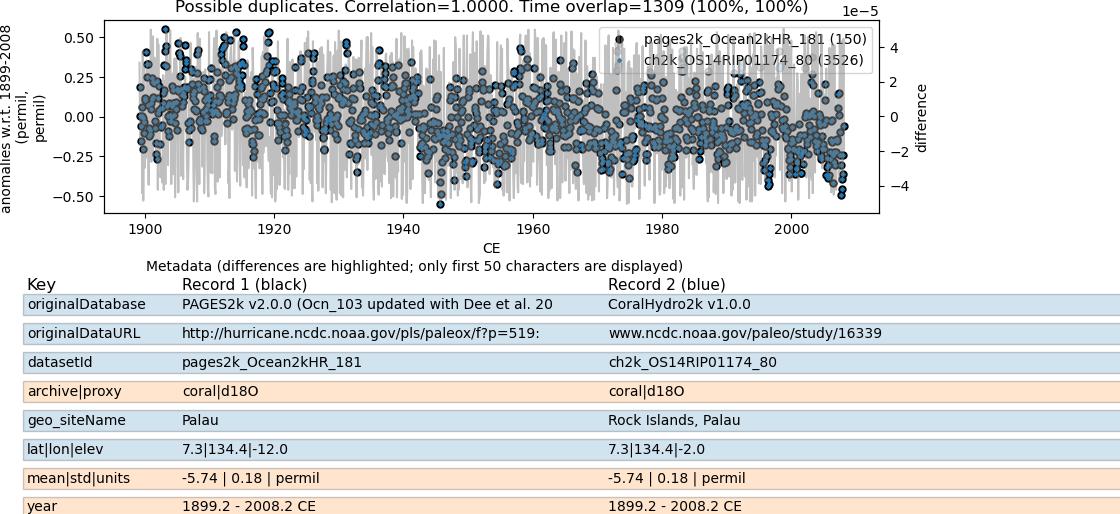 Possible duplicates. Correlation=1.0000. Time overlap=1309 (100%, 100%)
1e−5
anomalies w.r.t. 1899-2008
(permil,
permil)
0.50
0.25
0.00
−0.25
−0.50
pages2k_Ocean2kHR_181 (150)
ch2k_OS14RIP01174_80 (3526)
4
2
0
−2
−4
difference
1900 1920 1940 1960 1980 2000
CE
Metadata (differences are highlighted; only first 50 characters are displayed)
Key Record 1 (black) Record 2 (blue)
originalDatabase PAGES2k v2.0.0 (Ocn_103 updated with Dee et al. 20 CoralHydro2k v1.0.0
originalDataURL http://hurricane.ncdc.noaa.gov/pls/paleox/f?p=519: www.ncdc.noaa.gov/paleo/study/16339
datasetId pages2k_Ocean2kHR_181 ch2k_OS14RIP01174_80
archive|proxy coral|d18O coral|d18O
geo_siteName Palau Rock Islands, Palau
lat|lon|elev 7.3|134.4|-12.0 7.3|134.4|-2.0
mean|std|units -5.74 | 0.18 | permil -5.74 | 0.18 | permil
year 1899.2 - 2008.2 CE 1899.2 - 2008.2 CE